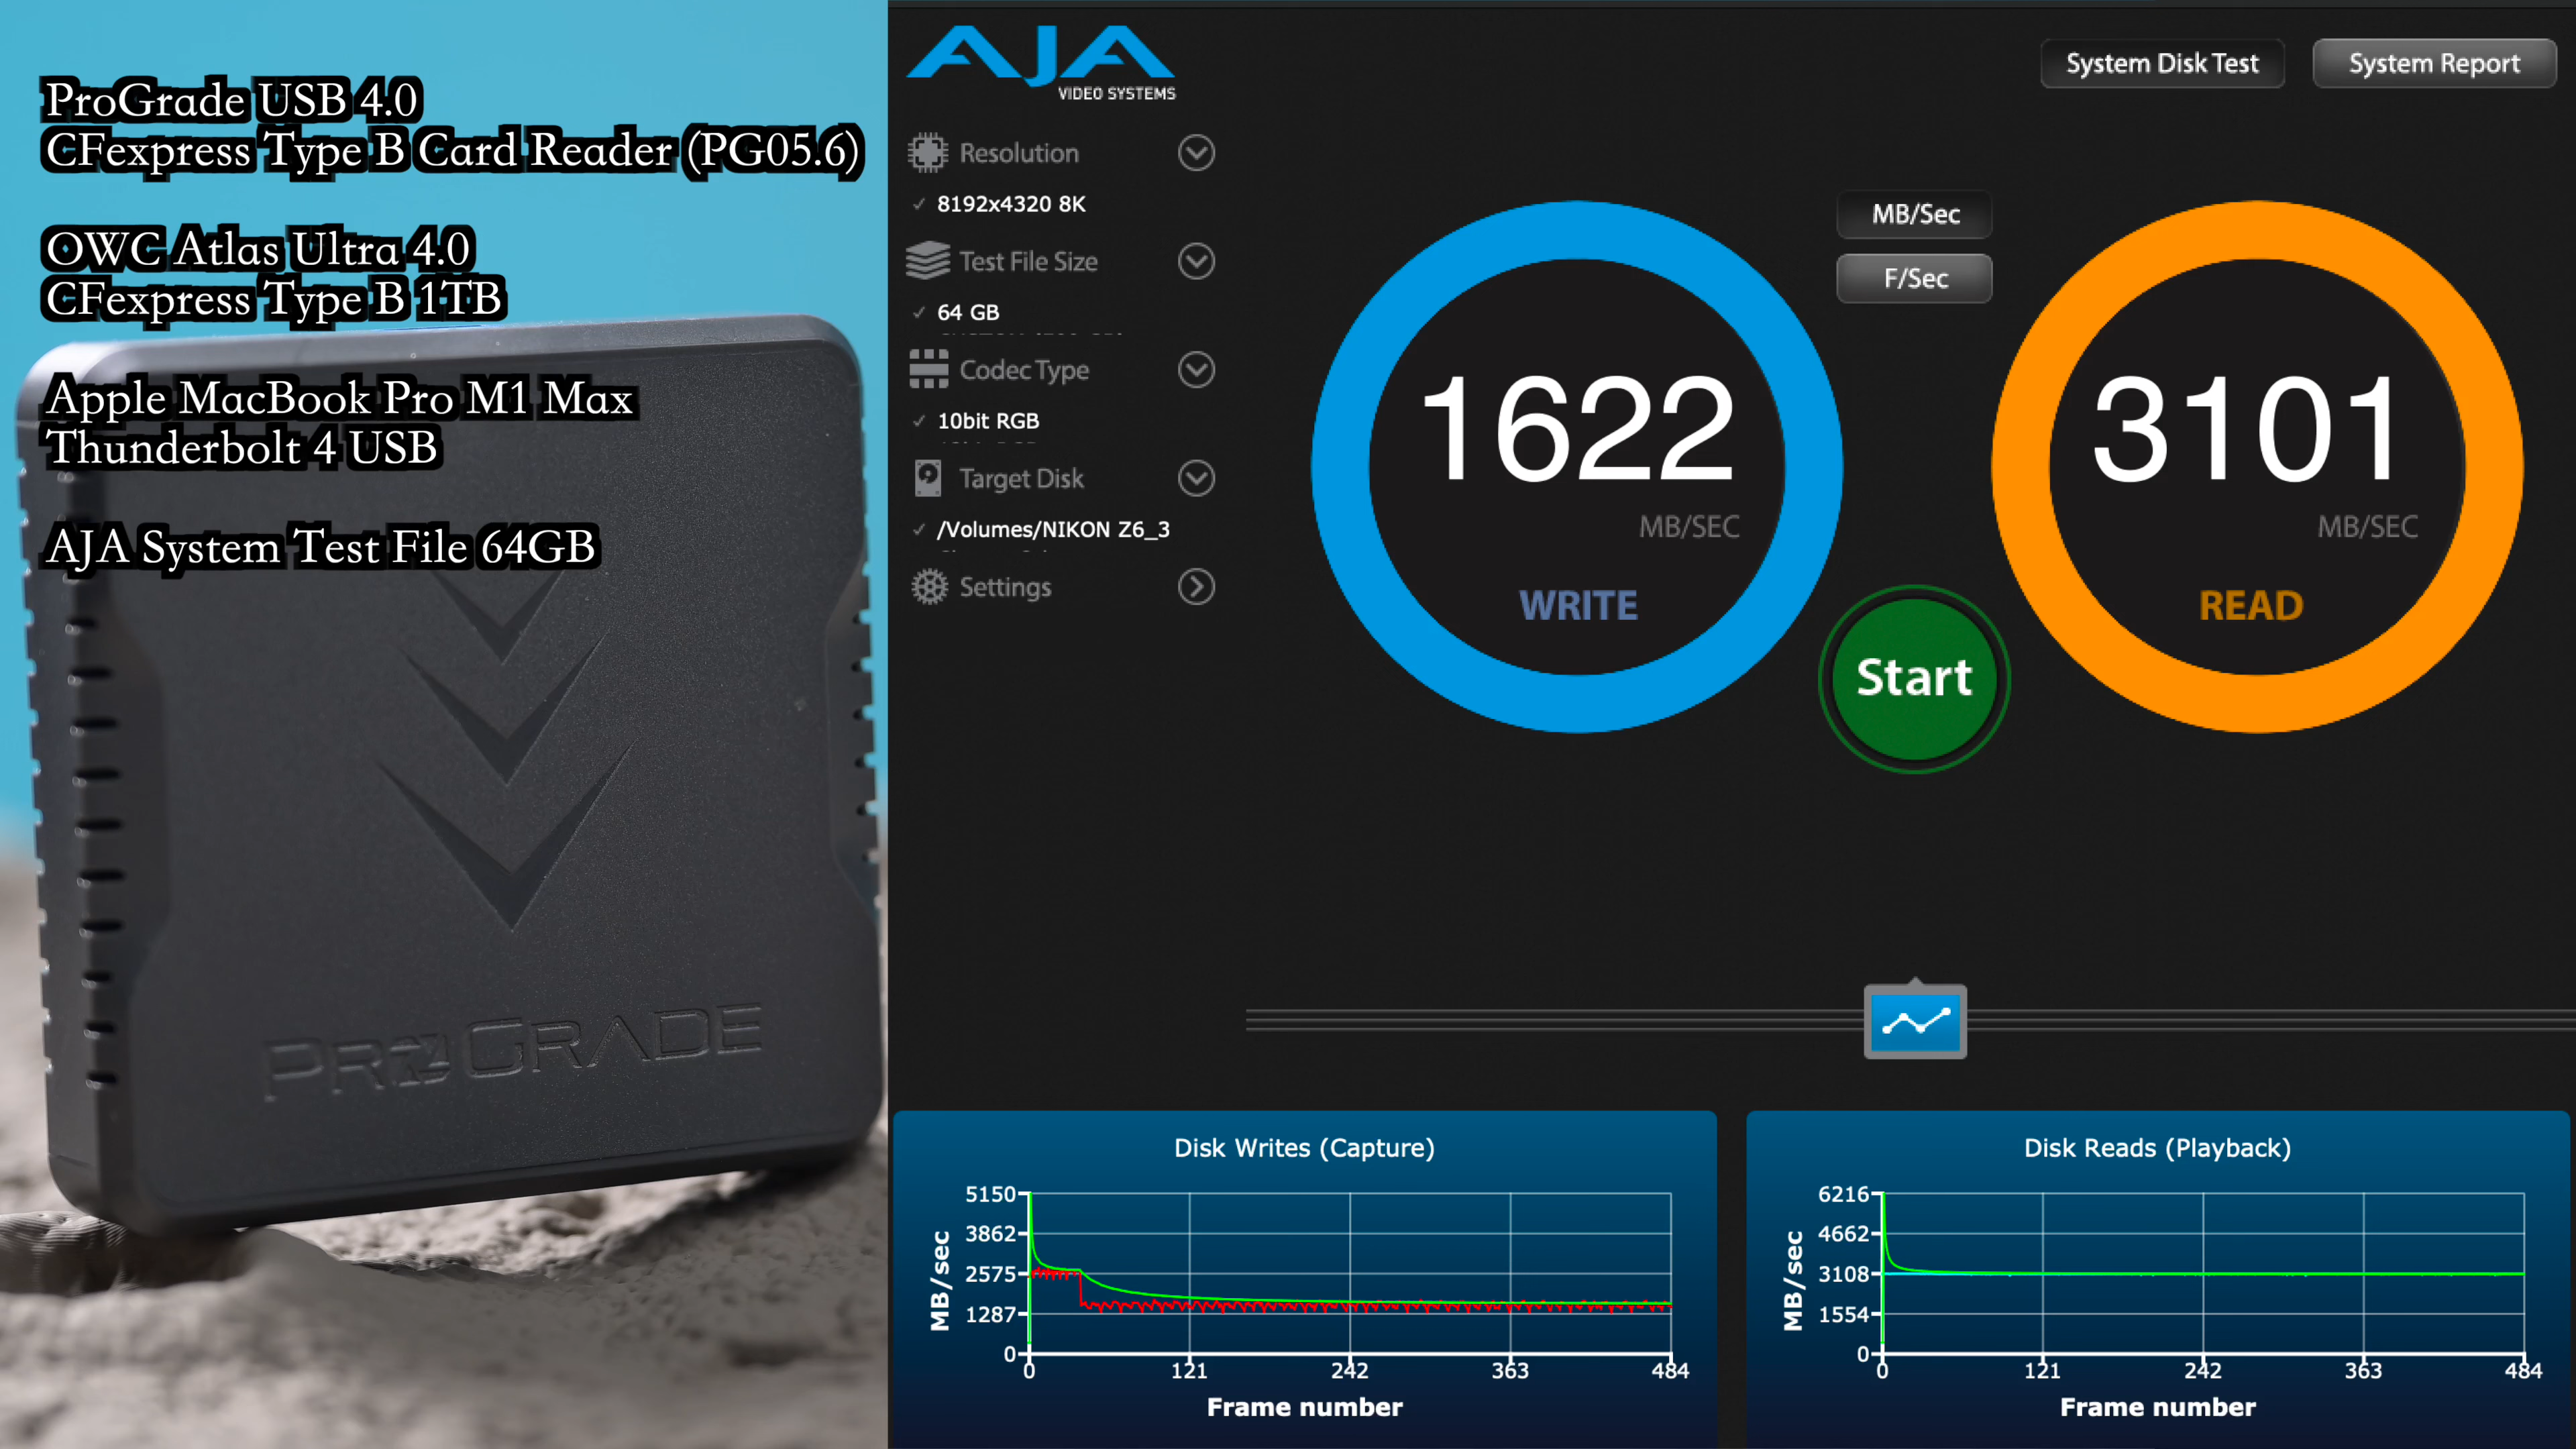 ProGrade USB 4.0
CFexpress Type B Card Reader (PG05.6)
OWC Atlas Ultra 4.0
CFexpress Type B 1TB
Apple MacBook Pro M1 Max
Thunderbolt 4 USB
AJA System Test File 64GB
PROGRADE
AJA
VIDEO SYSTEMS
System Disk Test
System Report
Resolution
8192x4320 8K
Test File Size
64 GB
Codec Type
10bit RGB
Target Disk
/Volumes/NIKON Z6_3
Settings
MB/Sec
F/Sec
1622
MB/SEC
WRITE
3101
MB/SEC
READ
Start
Disk Writes (Capture)
MB/sec
5150
3862
2575
1287
0
0 121 242 363 484
Frame number
Disk Reads (Playback)
MB/sec
6216
4662
3108
1554
0
0 121 242 363 484
Frame number